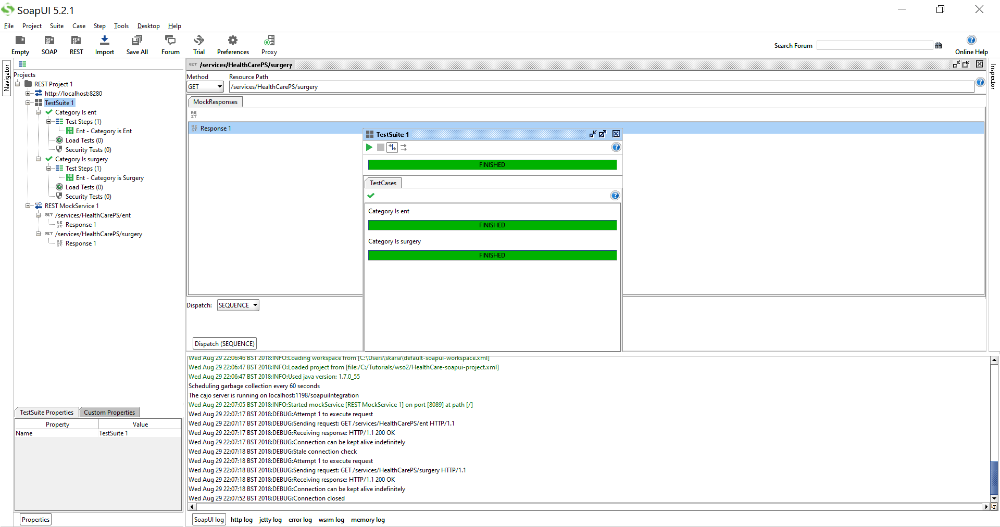 SoapUI 5.2.1
File Project Suite Case Step Tools Desktop Help
Empty SOAP REST Import Save All Forum Trial Preferences Proxy Search Forum Online Help
Navigator
Projects
REST Project 1
http://localhost:8280
TestSuite 1
Category Is ent
Test Steps (1)
Ent - Category is Ent
Load Tests (0)
Security Tests (0)
Category Is surgery
Test Steps (1)
Ent - Category is Surgery
Load Tests (0)
Security Tests (0)
REST MockService 1
GET /services/HealthCarePS/ent
Response 1
GET /services/HealthCarePS/surgery
Response 1
TestSuite Properties Custom Properties
Property Value
Name TestSuite 1
Properties
GET /services/HealthCarePS/surgery
Method Resource Path
GET /services/HealthCarePS/surgery
MockResponses
REST
REST Response 1
TestSuite 1
FINISHED
TestCases
Category Is ent
FINISHED
Category Is surgery
FINISHED
Dispatch: SEQUENCE
Dispatch (SEQUENCE)
Inspector
Wed Aug 29 22:06:46 BST 2018:INFO:Loading workspace from [C:\Users\skaria\default-soapui-workspace.xml]
Wed Aug 29 22:06:47 BST 2018:INFO:Loaded project from [file:/C:/Tutorials/wso2/HealthCare-soapui-project.xml]
Wed Aug 29 22:06:47 BST 2018:INFO:Used java version: 1.7.0_55
Scheduling garbage collection every 60 seconds
The cajo server is running on localhost:1198/soapuiIntegration
Wed Aug 29 22:07:05 BST 2018:INFO:Started mockService [REST MockService 1] on port [8089] at path [/]
Wed Aug 29 22:07:17 BST 2018:DEBUG:Attempt 1 to execute request
Wed Aug 29 22:07:17 BST 2018:DEBUG:Sending request: GET /services/HealthCarePS/ent HTTP/1.1
Wed Aug 29 22:07:17 BST 2018:DEBUG:Receiving response: HTTP/1.1 200 OK
Wed Aug 29 22:07:17 BST 2018:DEBUG:Connection can be kept alive indefinitely
Wed Aug 29 22:07:18 BST 2018:DEBUG:Stale connection check
Wed Aug 29 22:07:18 BST 2018:DEBUG:Attempt 1 to execute request
Wed Aug 29 22:07:18 BST 2018:DEBUG:Sending request: GET /services/HealthCarePS/surgery HTTP/1.1
Wed Aug 29 22:07:18 BST 2018:DEBUG:Receiving response: HTTP/1.1 200 OK
Wed Aug 29 22:07:18 BST 2018:DEBUG:Connection can be kept alive indefinitely
Wed Aug 29 22:07:52 BST 2018:DEBUG:Connection closed
SoapUI log http log jetty log error log wsrm log memory log